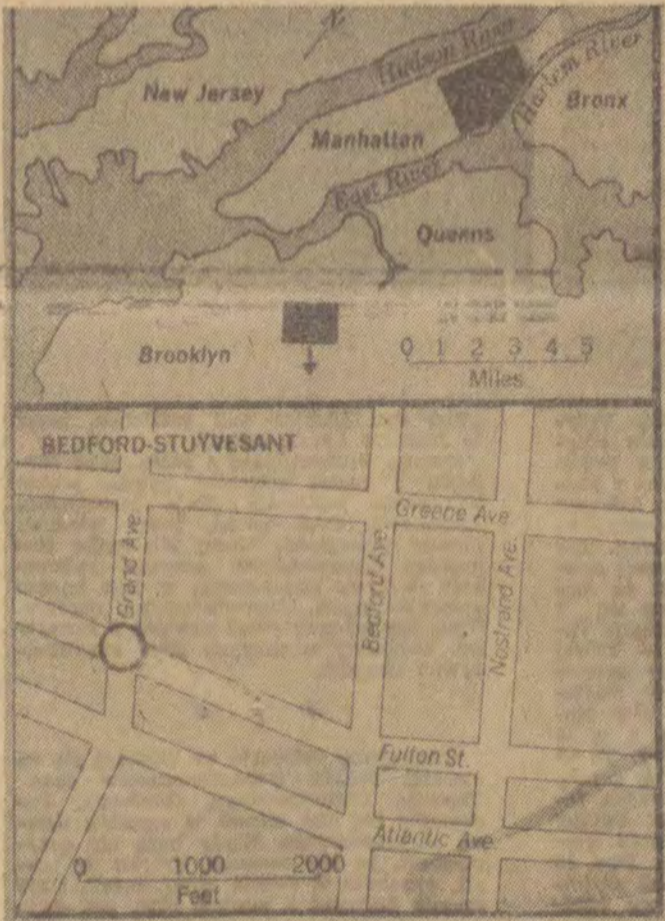 New Jersey
Hudson River
Harlem River
Bronx
Manhattan
East River
Queens
Brooklyn
0 1 2 3 4 5
Miles
BEDFORD-STUYVESANT
Greene Ave
Grand Ave.
Bedford Ave.
Nostrand Ave.
Fulton St.
Atlantic Ave
0 1000 2000
Feet